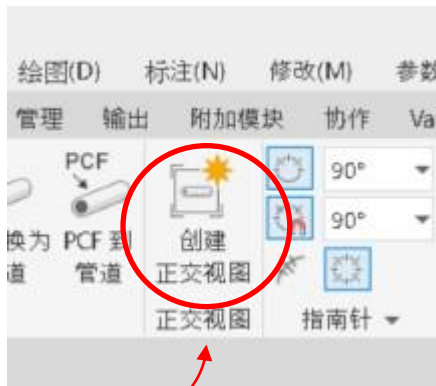 绘图(D) 标注(N) 修改(M) 参数
管理 输出 附加模块 协作 Va
PCF 90°
90°
换为 PCF 到 创建
道 管道 正交视图
正交视图 指南针